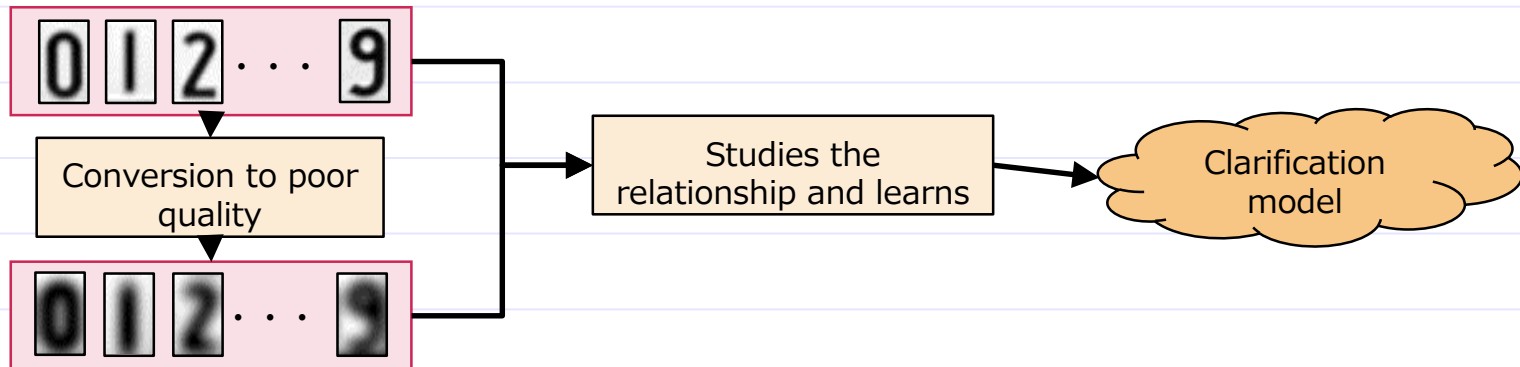 0 1 2 · · · 9
Conversion to poor
quality
0 1 2 · · · 9
Studies the
relationship and learns
Clarification
model